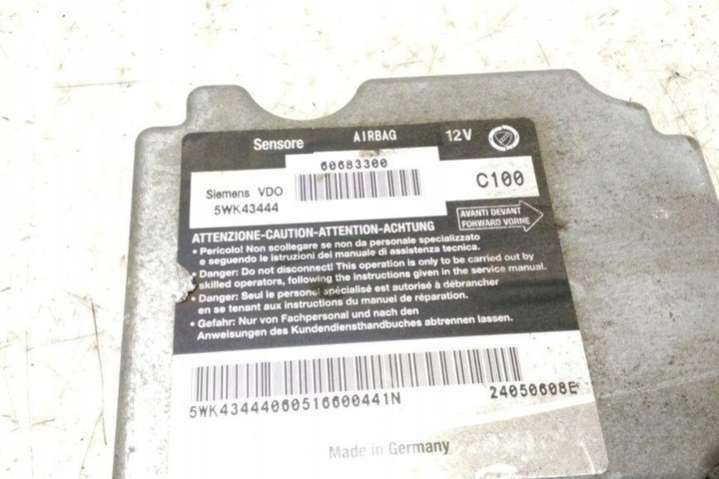 Sensore AIRBAG 12V
60683300
Siemens VDO
5WK43444
C100
AVANTI DEVANT
FORWARD VORNE
ATTENZIONE-CAUTION-ATTENTION-ACHTUNG
• Pericolo! Non scollegare se non da personale specializzato
e seguendo le istruzioni del manuale di assistenza tecnica.
• Danger: Do not disconnect! This operation is only to be carried out by
skilled operators, following the instructions given in the service manual.
• Danger: Seul le personel spécialisé est autorisé à débrancher
en se tenant aux instructions du manuel de réparation.
• Gefahr: Nur von Fachpersonal und nach den
Anweisungen des Kundendiensthandbuches abtrennen lassen.
5WK43444060516600441N 24050608E
Made in Germany